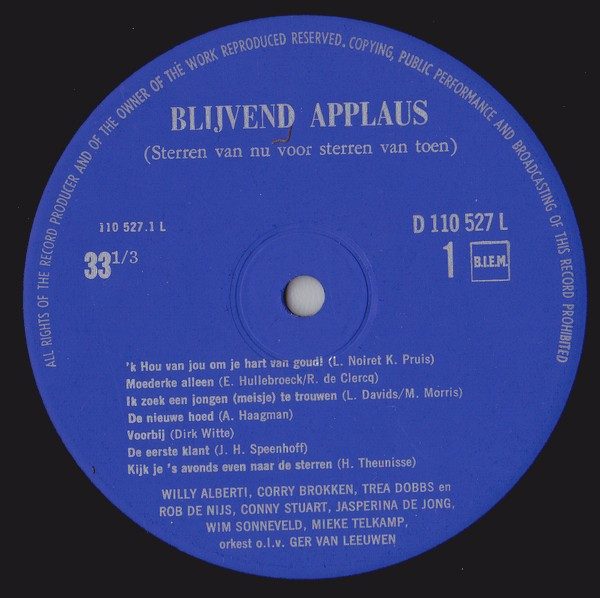 ALL RIGHTS OF THE RECORD PRODUCER AND OF THE OWNER OF THE WORK REPRODUCED RESERVED. COPYING, PUBLIC PERFORMANCE AND BROADCASTING OF THIS RECORD PROHIBITED
BLIJVEND APPLAUS
(Sterren van nu voor sterren van toen)
110 527.1 L
D 110 527 L
33 1/3
1
B.I.E.M.
'k Hou van jou om je hart van goud! (L. Noiret K. Pruis)
Moederke alleen (E. Hullebroeck/R. de Clercq)
Ik zoek een jongen (meisje) te trouwen (L. Davids/M. Morris)
De nieuwe hoed (A. Haagman)
Voorbij (Dirk Witte)
De eerste klant (J. H. Speenhoff)
Kijk je 's avonds even naar de sterren (H. Theunisse)
WILLY ALBERTI, CORRY BROKKEN, TREA DOBBS en
ROB DE NIJS, CONNY STUART, JASPERINA DE JONG,
WIM SONNEVELD, MIEKE TELKAMP,
orkest o.l.v. GER VAN LEEUWEN